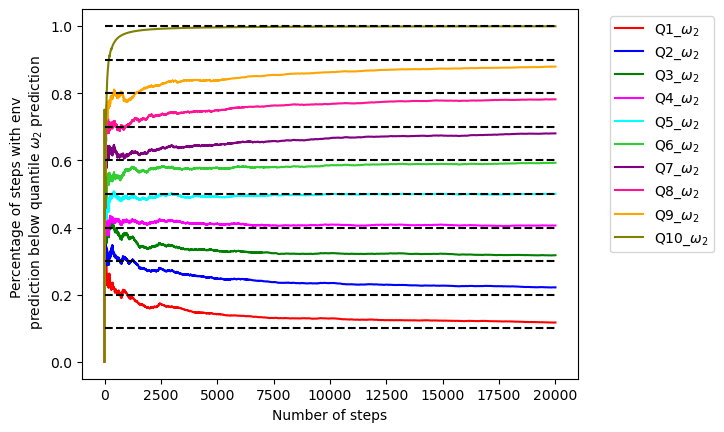 Percentage of steps with env
prediction below quantile ω₂ prediction
1.0
0.8
0.6
0.4
0.2
0.0
0
2500
5000
7500
10000
12500
15000
17500
20000
Number of steps
Q1_ω₂
Q2_ω₂
Q3_ω₂
Q4_ω₂
Q5_ω₂
Q6_ω₂
Q7_ω₂
Q8_ω₂
Q9_ω₂
Q10_ω₂